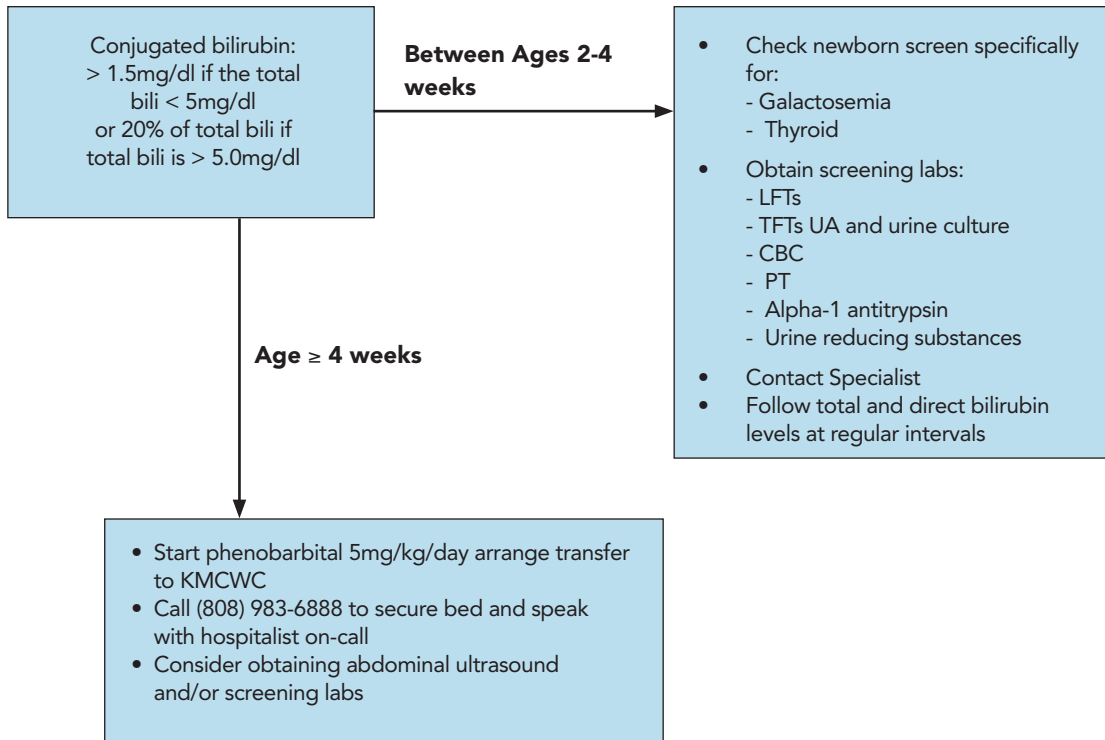 Conjugated bilirubin:
> 1.5mg/dl if the total
bili < 5mg/dl
or 20% of total bili if
total bili is > 5.0mg/dl
Between Ages 2-4
weeks
• Check newborn screen specifically
for:
- Galactosemia
- Thyroid
• Obtain screening labs:
- LFTs
- TFTs UA and urine culture
- CBC
- PT
- Alpha-1 antitrypsin
- Urine reducing substances
• Contact Specialist
• Follow total and direct bilirubin
levels at regular intervals
Age ≥ 4 weeks
• Start phenobarbital 5mg/kg/day arrange transfer
to KMCWC
• Call (808) 983-6888 to secure bed and speak
with hospitalist on-call
• Consider obtaining abdominal ultrasound
and/or screening labs